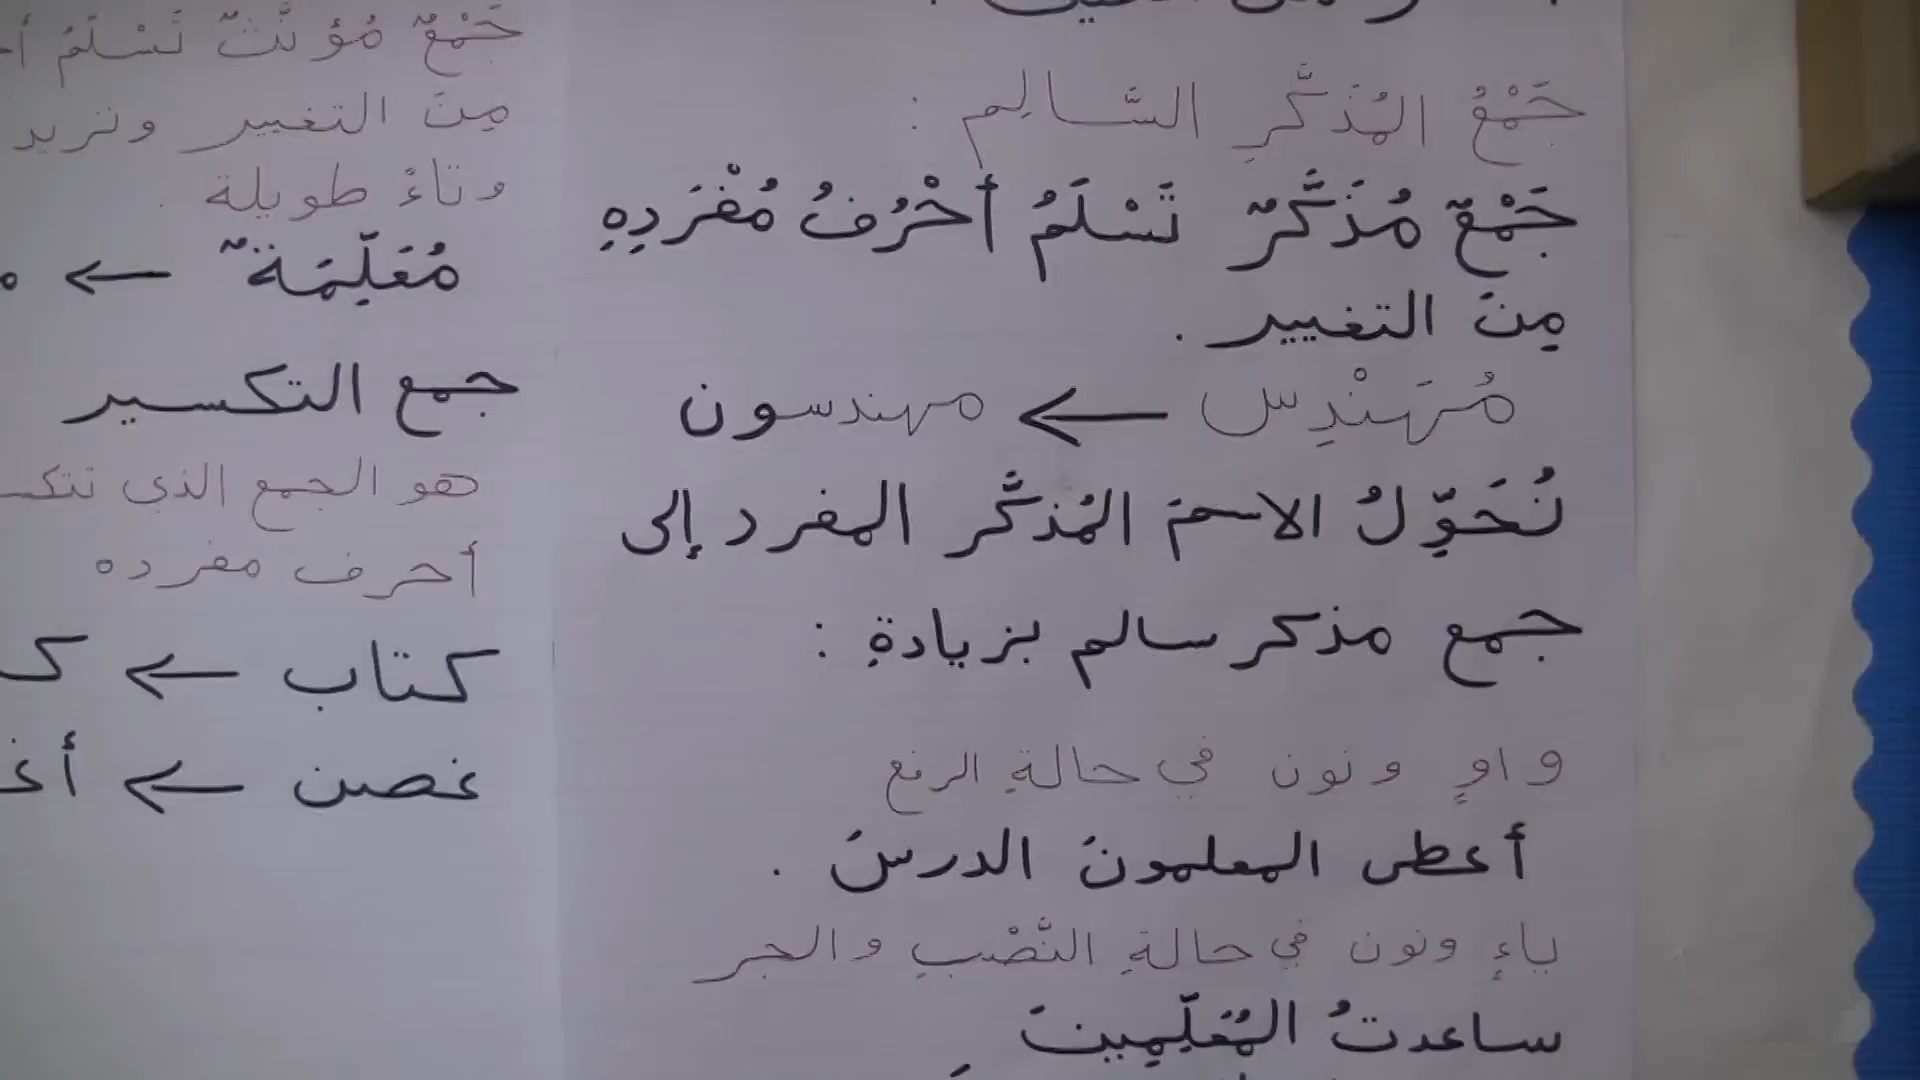 جَمْعُ المُذَكَّرِ السَّالِم :
جَمْعٌ مُذَكَّرٌ تَسْلَمُ أَحْرُفُ مُفْرَدِهِ
مِنَ التغيير .
مُهَنْدِس ← مهندسون
نُحَوِّلُ الاسمَ المُذكَّر المفرد إلى
جمع مذكر سالم بزيادةِ :
واوٍ ونون في حالةِ الرفع
أعطى المعلمونَ الدرسَ .
ياءٍ ونون في حالةِ النَّصْبِ والجر
ساعدتُ المُعَلِّمِينَ
جَمْعٌ مُؤنَّثٌ تَسْلَمُ
مِنَ التغيير ونزيد
وتاءً طويلة .
مُعَلِّمَةٌ ←
جمع التكسير
هو الجمع الذي تتكس
أحرف مفرده
كتاب ← ك
غصن ← أغ